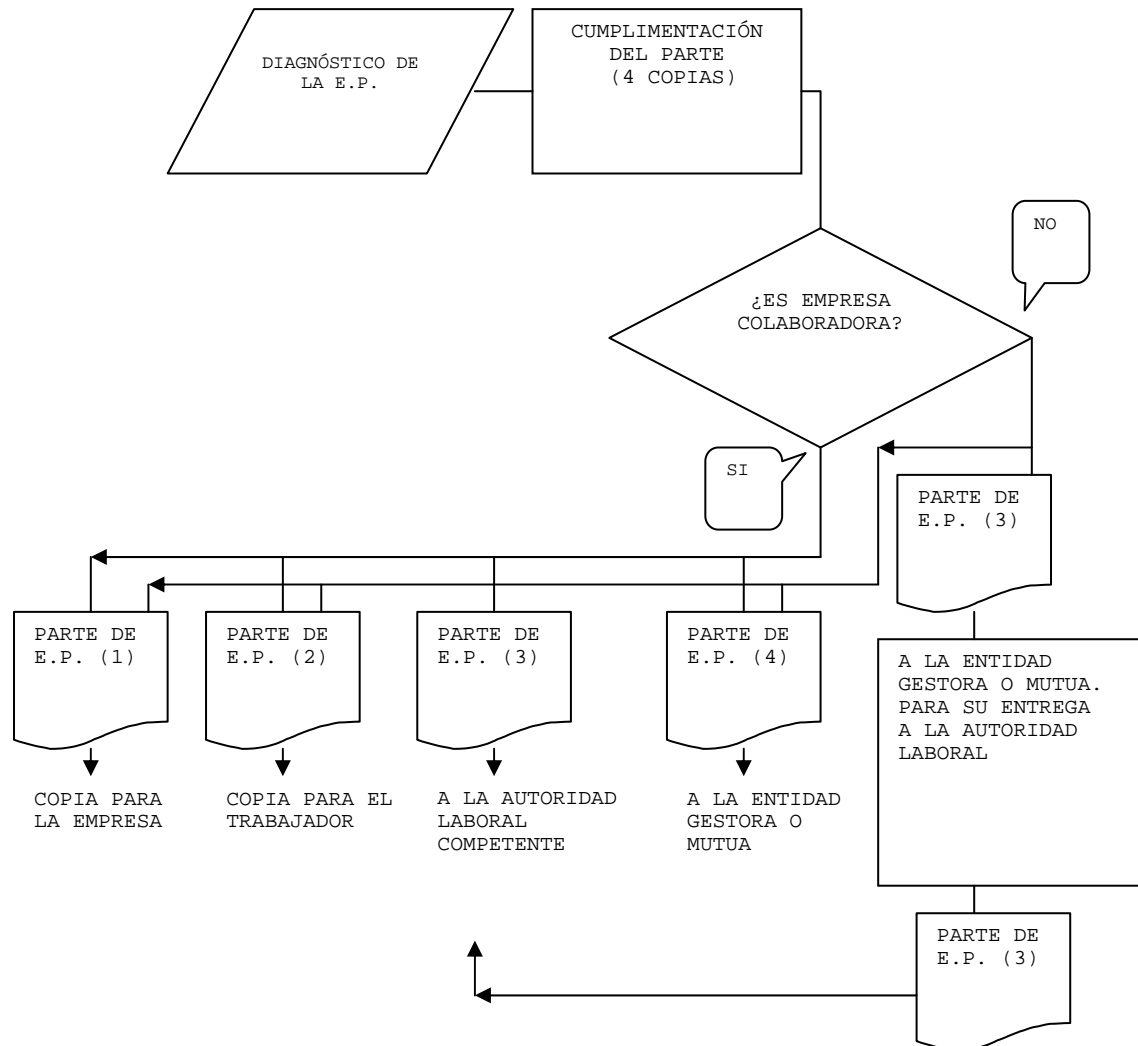 DIAGNÓSTICO DE
LA E.P.
CUMPLIMENTACIÓN
DEL PARTE
(4 COPIAS)
NO
¿ES EMPRESA
COLABORADORA?
SI
PARTE DE
E.P. (3)
PARTE DE
E.P. (1)
PARTE DE
E.P. (2)
PARTE DE
E.P. (3)
PARTE DE
E.P. (4)
A LA ENTIDAD
GESTORA O MUTUA.
PARA SU ENTREGA
A LA AUTORIDAD
LABORAL
COPIA PARA
LA EMPRESA
COPIA PARA EL
TRABAJADOR
A LA AUTORIDAD
LABORAL
COMPETENTE
A LA ENTIDAD
GESTORA O
MUTUA
PARTE DE
E.P. (3)